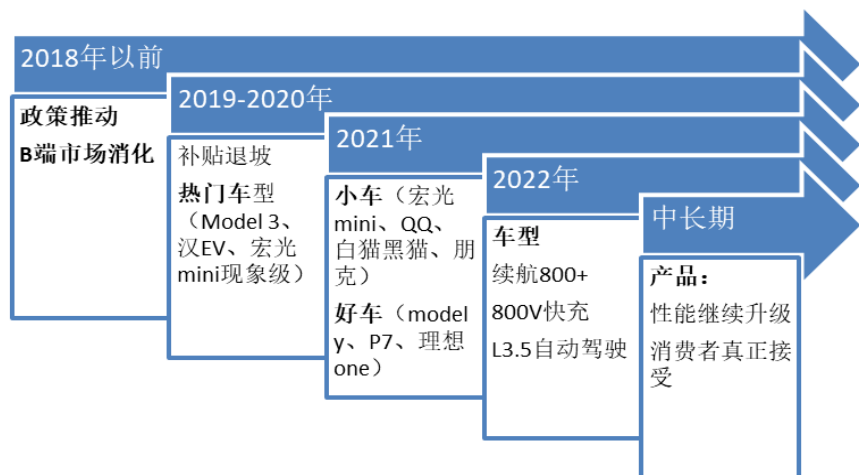 2018年以前
政策推动
B端市场消化
2019-2020年
补贴退坡
热门车型
（Model 3、
汉EV、宏光
mini现象级）
2021年
小车（宏光
mini、QQ、
白猫黑猫、朋
克）
好车（model
y、P7、理想
one）
2022年
车型
续航800+
800V快充
L3.5自动驾驶
中长期
产品：
性能继续升级
消费者真正接
受